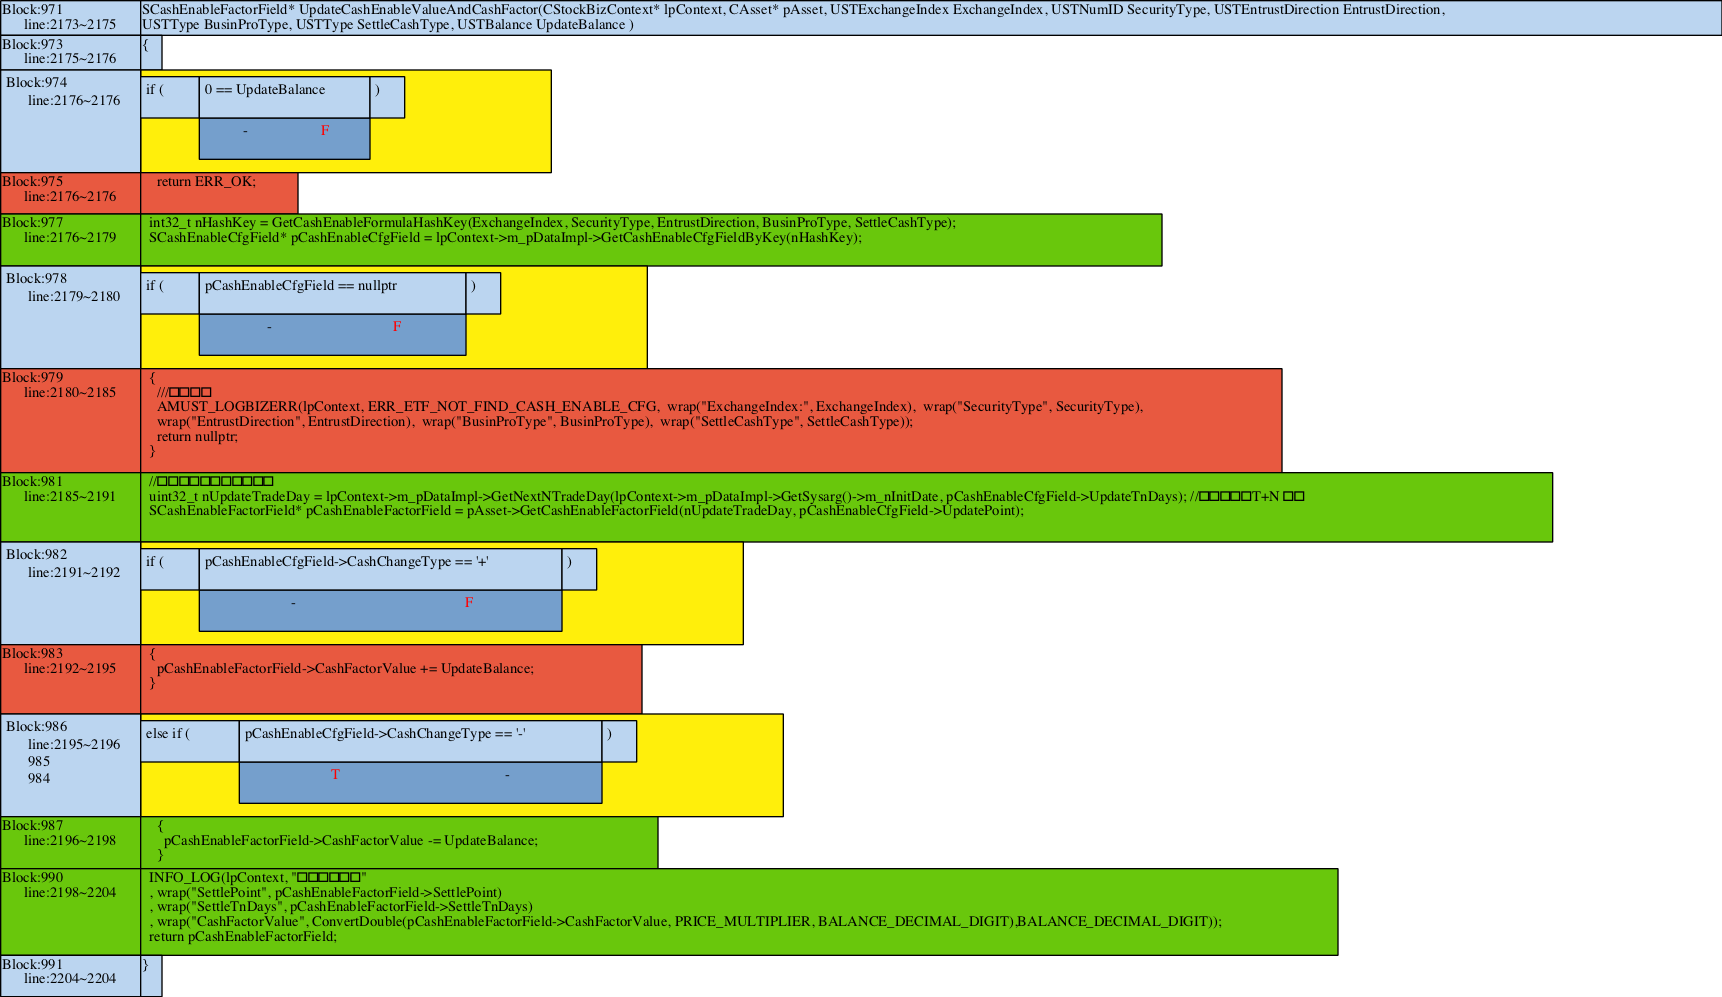 Block:971
line:2173~2175
SCashEnableFactorField* UpdateCashEnableValueAndCashFactor(CStockBizContext* lpContext, CAsset* pAsset, USTExchangeIndex ExchangeIndex, USTNumID SecurityType, USTEntrustDirection EntrustDirection,
USTType BusinProType, USTType SettleCashType, USTBalance UpdateBalance )
Block:973
line:2175~2176
{
Block:974
line:2176~2176
if ( 0 == UpdateBalance )
- F
Block:975
line:2176~2176
return ERR_OK;
Block:977
line:2176~2179
int32_t nHashKey = GetCashEnableFormulaHashKey(ExchangeIndex, SecurityType, EntrustDirection, BusinProType, SettleCashType);
SCashEnableCfgField* pCashEnableCfgField = lpContext->m_pDataImpl->GetCashEnableCfgFieldByKey(nHashKey);
Block:978
line:2179~2180
if ( pCashEnableCfgField == nullptr )
- F
Block:979
line:2180~2185
{
///□□□□
AMUST_LOGBIZERR(lpContext, ERR_ETF_NOT_FIND_CASH_ENABLE_CFG, wrap("ExchangeIndex:", ExchangeIndex), wrap("SecurityType", SecurityType),
wrap("EntrustDirection", EntrustDirection), wrap("BusinProType", BusinProType), wrap("SettleCashType", SettleCashType));
return nullptr;
}
Block:981
line:2185~2191
//□□□□□□□□□□□
uint32_t nUpdateTradeDay = lpContext->m_pDataImpl->GetNextNTradeDay(lpContext->m_pDataImpl->GetSysarg()->m_nInitDate, pCashEnableCfgField->UpdateTnDays); //□□□□□T+N □□
SCashEnableFactorField* pCashEnableFactorField = pAsset->GetCashEnableFactorField(nUpdateTradeDay, pCashEnableCfgField->UpdatePoint);
Block:982
line:2191~2192
if ( pCashEnableCfgField->CashChangeType == '+' )
- F
Block:983
line:2192~2195
{
pCashEnableFactorField->CashFactorValue += UpdateBalance;
}
Block:986
line:2195~2196
985
984
else if ( pCashEnableCfgField->CashChangeType == '-' )
T -
Block:987
line:2196~2198
{
pCashEnableFactorField->CashFactorValue -= UpdateBalance;
}
Block:990
line:2198~2204
INFO_LOG(lpContext, "□□□□□□"
, wrap("SettlePoint", pCashEnableFactorField->SettlePoint)
, wrap("SettleTnDays", pCashEnableFactorField->SettleTnDays)
, wrap("CashFactorValue", ConvertDouble(pCashEnableFactorField->CashFactorValue, PRICE_MULTIPLIER, BALANCE_DECIMAL_DIGIT),BALANCE_DECIMAL_DIGIT));
return pCashEnableFactorField;
Block:991
line:2204~2204
}